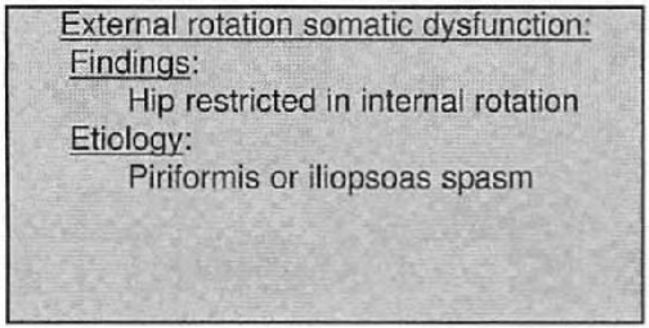 External rotation somatic dysfunction:
Findings:
Hip restricted in internal rotation
Etiology:
Piriformis or iliopsoas spasm